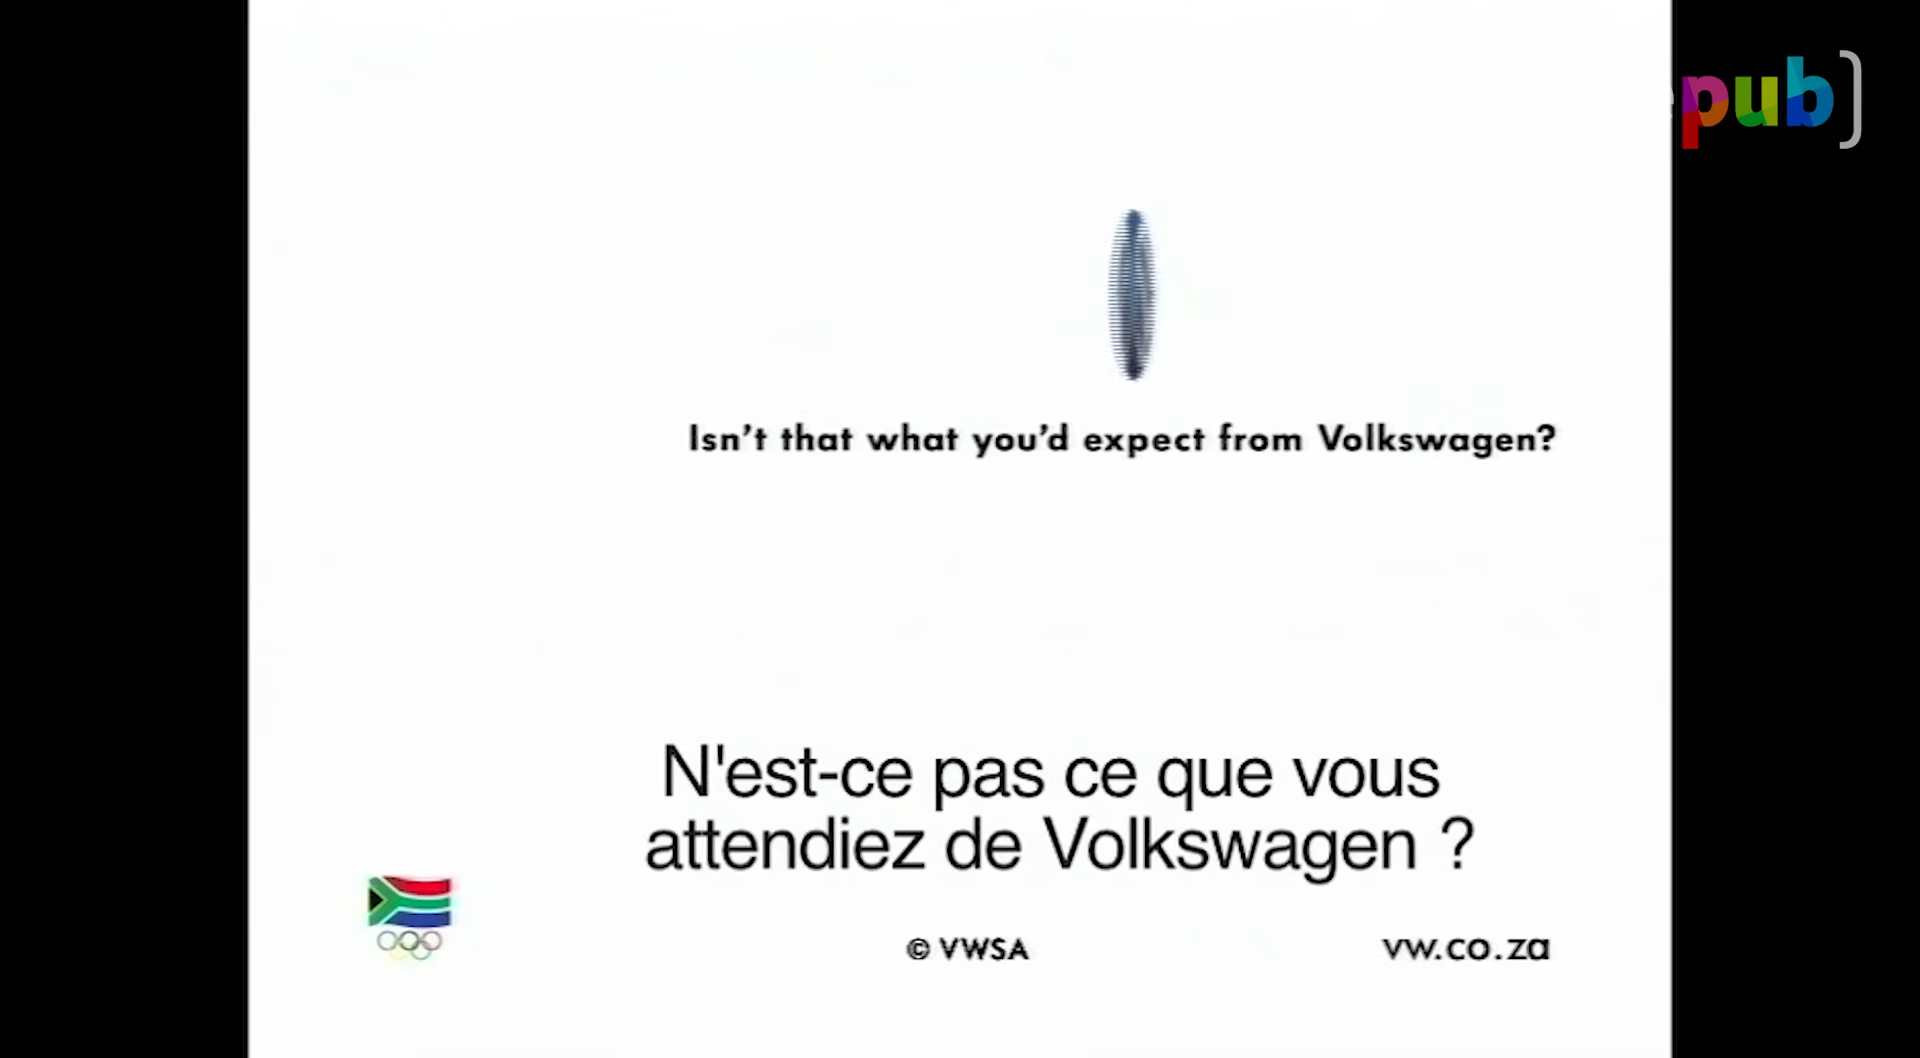 pub)
Isn't that what you'd expect from Volkswagen?
N'est-ce pas ce que vous
attendiez de Volkswagen ?
© VWSA
vw.co.za